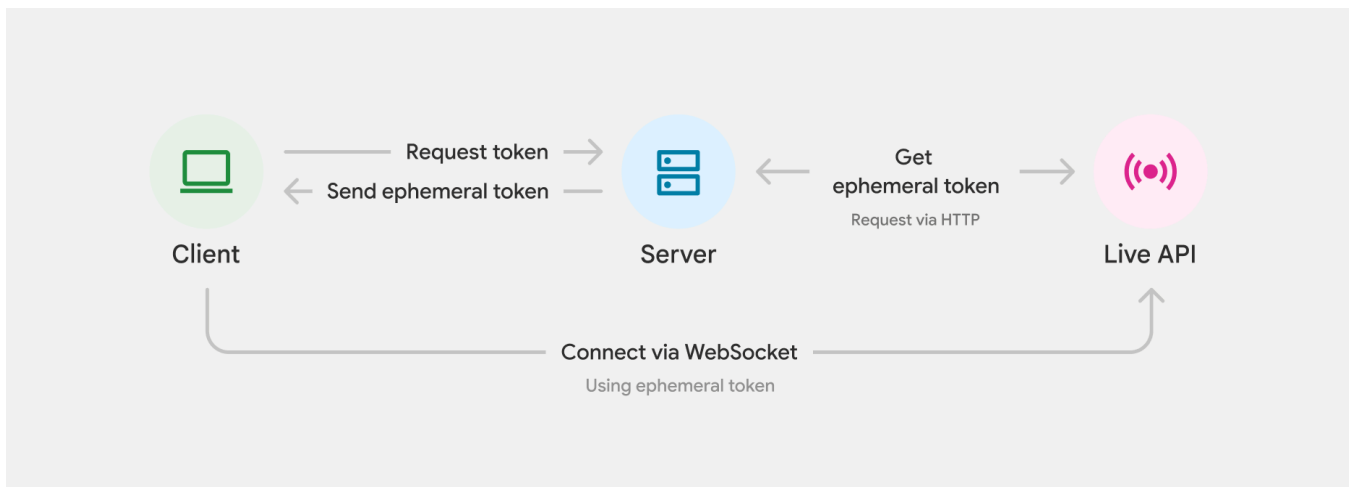 Request token
Send ephemeral token
Get
ephemeral token
Request via HTTP
Client
Server
Live API
Connect via WebSocket
Using ephemeral token